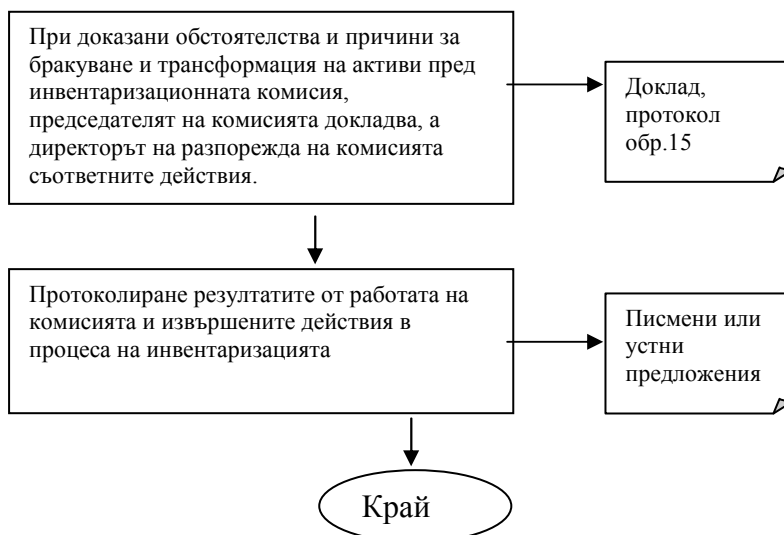 При доказани обстоятелства и причини за
бракуване и трансформация на активи пред
инвентаризационната комисия,
председателят на комисията докладва, а
директорът на разпорежда на комисията
съответните действия.
Доклад,
протокол
обр.15
Протоколиране резултатите от работата на
комисията и извършените действия в
процеса на инвентаризацията
Писмени или
устни
предложения
Край